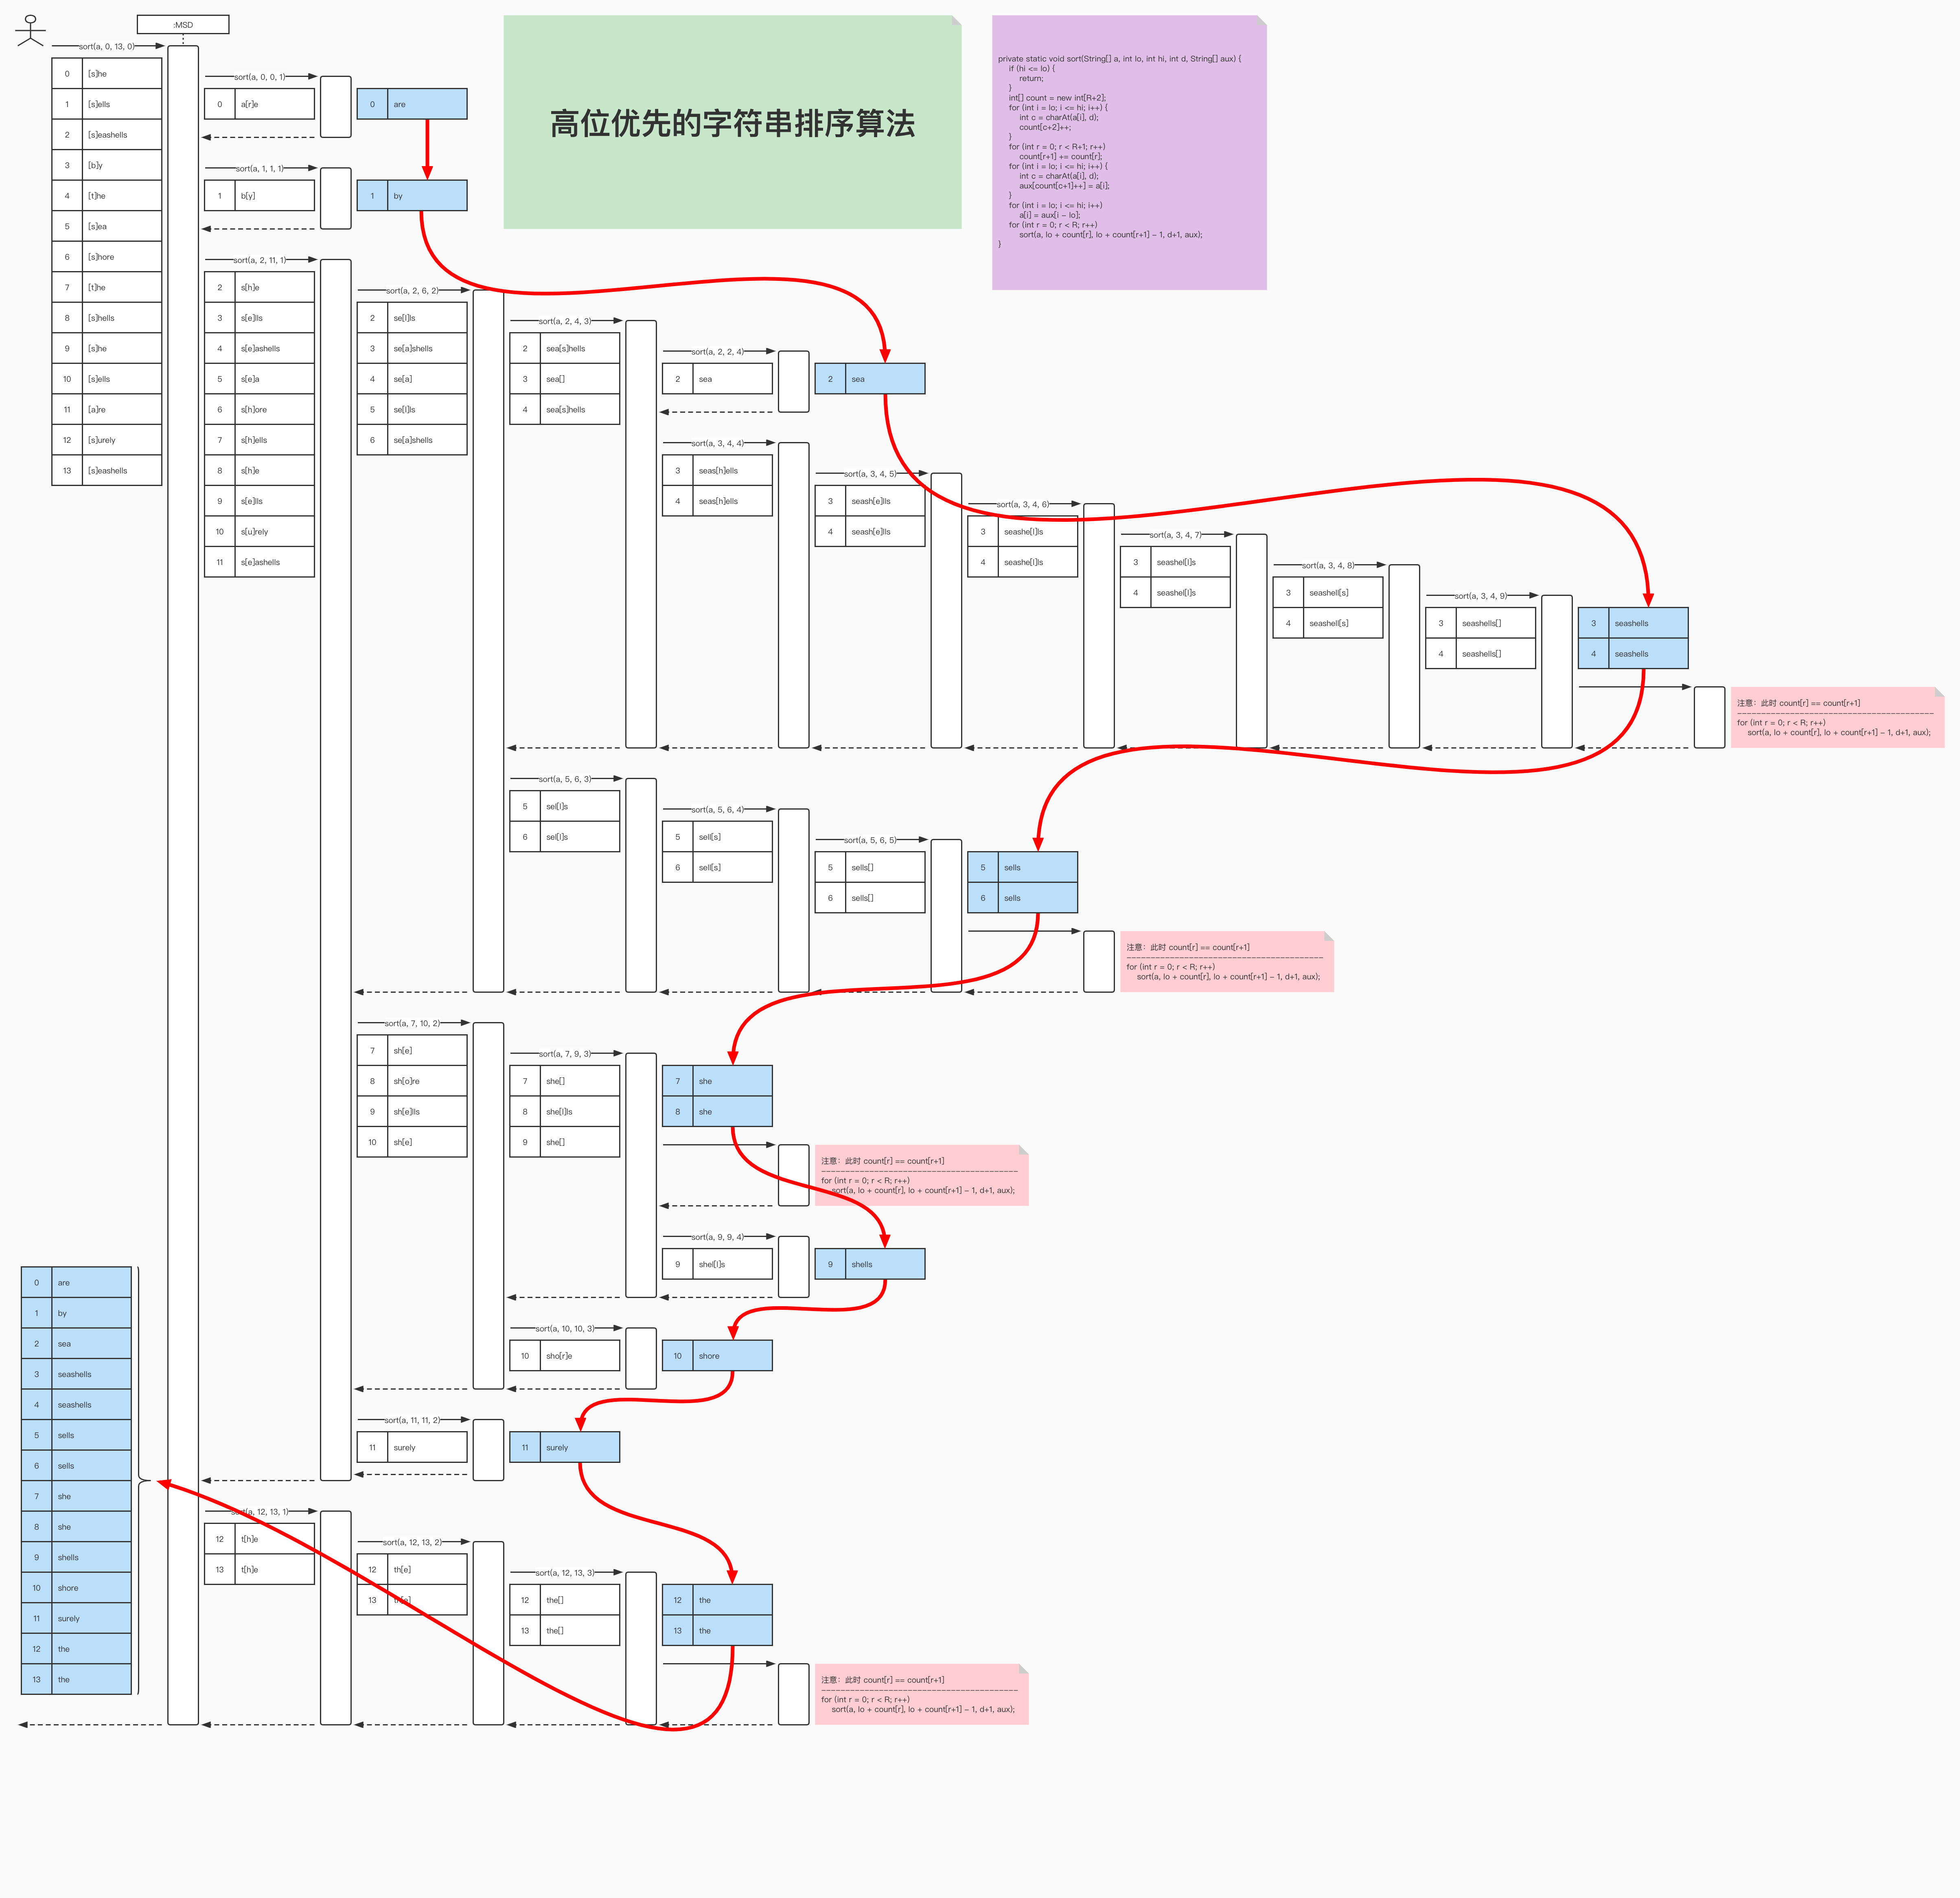 :MSD
sort(a, 0, 13, 0)
0 [s]he
1 [s]ells
2 [s]eashells
3 [b]y
4 [t]he
5 [s]ea
6 [s]hore
7 [t]he
8 [s]hells
9 [s]he
10 [s]ells
11 [a]re
12 [s]urely
13 [s]eashells
sort(a, 0, 0, 1)
0 a[r]e
0 are
sort(a, 1, 1, 1)
1 b[y]
1 by
高位优先的字符串排序算法
private static void sort(String[] a, int lo, int hi, int d, String[] aux) {
if (hi <= lo) {
return;
}
int[] count = new int[R+2];
for (int i = lo; i <= hi; i++) {
int c = charAt(a[i], d);
count[c+2]++;
}
for (int r = 0; r < R+1; r++)
count[r+1] += count[r];
for (int i = lo; i <= hi; i++) {
int c = charAt(a[i], d);
aux[count[c+1]++] = a[i];
}
for (int i = lo; i <= hi; i++)
a[i] = aux[i - lo];
for (int r = 0; r < R; r++)
sort(a, lo + count[r], lo + count[r+1] - 1, d+1, aux);
}
sort(a, 2, 11, 1)
2 s[h]e
3 s[e]lls
4 s[e]ashells
5 s[e]a
6 s[h]ore
7 s[h]ells
8 s[h]e
9 s[e]lls
10 s[u]rely
11 s[e]ashells
sort(a, 2, 6, 2)
2 se[l]ls
3 se[a]shells
4 se[a]
5 se[l]ls
6 se[a]shells
sort(a, 2, 4, 3)
2 sea[s]hells
3 sea[]
4 sea[s]hells
sort(a, 2, 2, 4)
2 sea
2 sea
sort(a, 3, 4, 4)
3 seas[h]ells
4 seas[h]ells
sort(a, 3, 4, 5)
3 seash[e]lls
4 seash[e]lls
sort(a, 3, 4, 6)
3 seashe[l]ls
4 seashe[l]ls
sort(a, 3, 4, 7)
3 seashel[l]s
4 seashel[l]s
sort(a, 3, 4, 8)
3 seashell[s]
4 seashell[s]
sort(a, 3, 4, 9)
3 seashells[]
4 seashells[]
3 seashells
4 seashells
注意：此时 count[r] == count[r+1]
for (int r = 0; r < R; r++)
sort(a, lo + count[r], lo + count[r+1] - 1, d+1, aux);
sort(a, 5, 6, 3)
5 sel[l]s
6 sel[l]s
sort(a, 5, 6, 4)
5 sell[s]
6 sell[s]
sort(a, 5, 6, 5)
5 sells[]
6 sells[]
5 sells
6 sells
注意：此时 count[r] == count[r+1]
for (int r = 0; r < R; r++)
sort(a, lo + count[r], lo + count[r+1] - 1, d+1, aux);
sort(a, 7, 10, 2)
7 sh[e]
8 sh[o]re
9 sh[e]lls
10 sh[e]
sort(a, 7, 9, 3)
7 she[]
8 she[l]ls
9 she[]
7 she
8 she
注意：此时 count[r] == count[r+1]
for (int r = 0; r < R; r++)
sort(a, lo + count[r], lo + count[r+1] - 1, d+1, aux);
sort(a, 9, 9, 4)
9 shel[l]s
9 shells
sort(a, 10, 10, 3)
10 sho[r]e
10 shore
sort(a, 11, 11, 2)
11 surely
11 surely
sort(a, 12, 13, 1)
12 t[h]e
13 t[h]e
sort(a, 12, 13, 2)
12 th[e]
13 th[e]
sort(a, 12, 13, 3)
12 the[]
13 the[]
12 the
13 the
注意：此时 count[r] == count[r+1]
for (int r = 0; r < R; r++)
sort(a, lo + count[r], lo + count[r+1] - 1, d+1, aux);
0 are
1 by
2 sea
3 seashells
4 seashells
5 sells
6 sells
7 she
8 she
9 shells
10 shore
11 surely
12 the
13 the